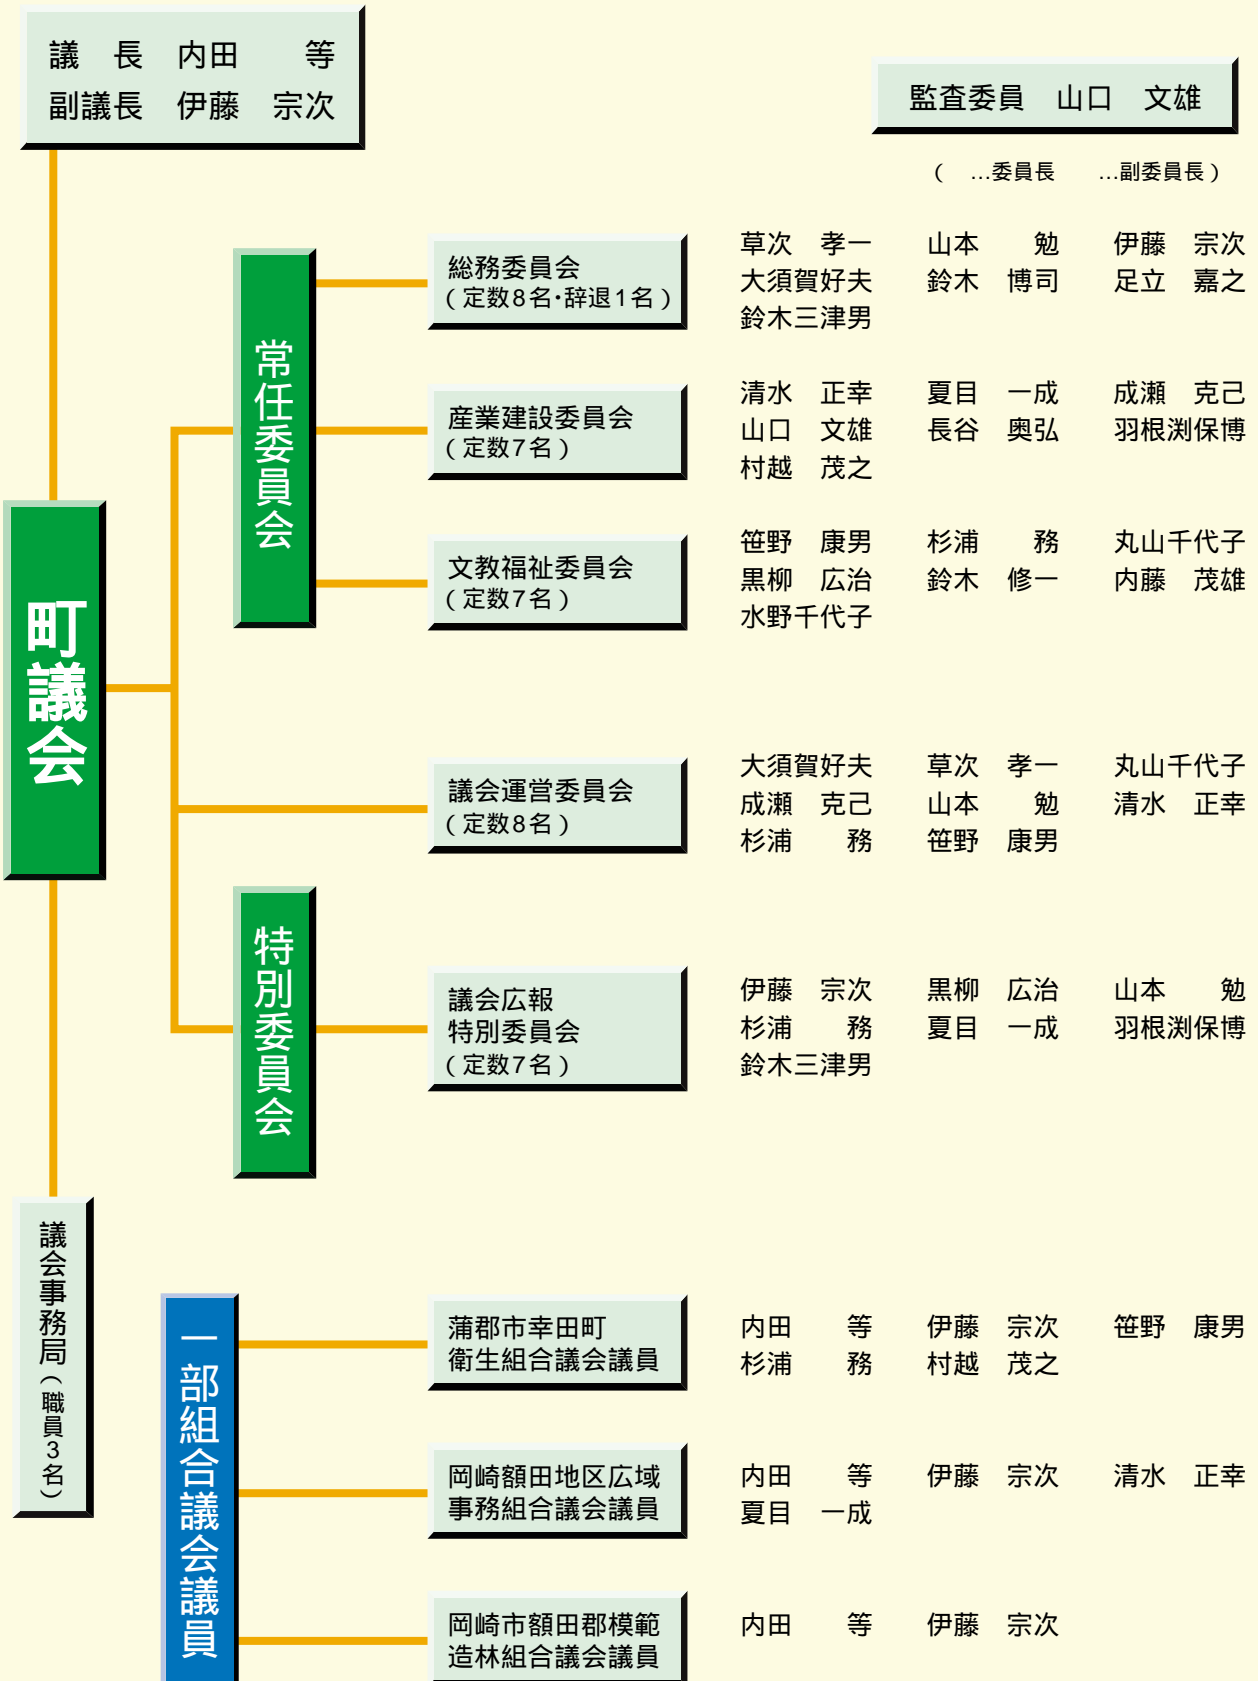 議　長　内田　　等
副議長　伊藤　宗次
監査委員　山口　文雄
（　…委員長　　…副委員長）
町議会
常任委員会
総務委員会
（定数8名・辞退1名）
草次　孝一　山本　　勉　伊藤　宗次
大須賀好夫　鈴木　博司　足立　嘉之
鈴木三津男
産業建設委員会
（定数7名）
清水　正幸　夏目　一成　成瀬　克己
山口　文雄　長谷　奥弘　羽根渕保博
村越　茂之
文教福祉委員会
（定数7名）
笹野　康男　杉浦　　務　丸山千代子
黒柳　広治　鈴木　修一　内藤　茂雄
水野千代子
議会運営委員会
（定数8名）
大須賀好夫　草次　孝一　丸山千代子
成瀬　克己　山本　　勉　清水　正幸
杉浦　　務　笹野　康男
特別委員会
議会広報
特別委員会
（定数7名）
伊藤　宗次　黒柳　広治　山本　　勉
杉浦　　務　夏目　一成　羽根渕保博
鈴木三津男
議会事務局（職員3名）
一部組合議会議員
蒲郡市幸田町
衛生組合議会議員
内田　　等　伊藤　宗次　笹野　康男
杉浦　　務　村越　茂之
岡崎額田地区広域
事務組合議会議員
内田　　等　伊藤　宗次　清水　正幸
夏目　一成
岡崎市額田郡模範
造林組合議会議員
内田　　等　伊藤　宗次